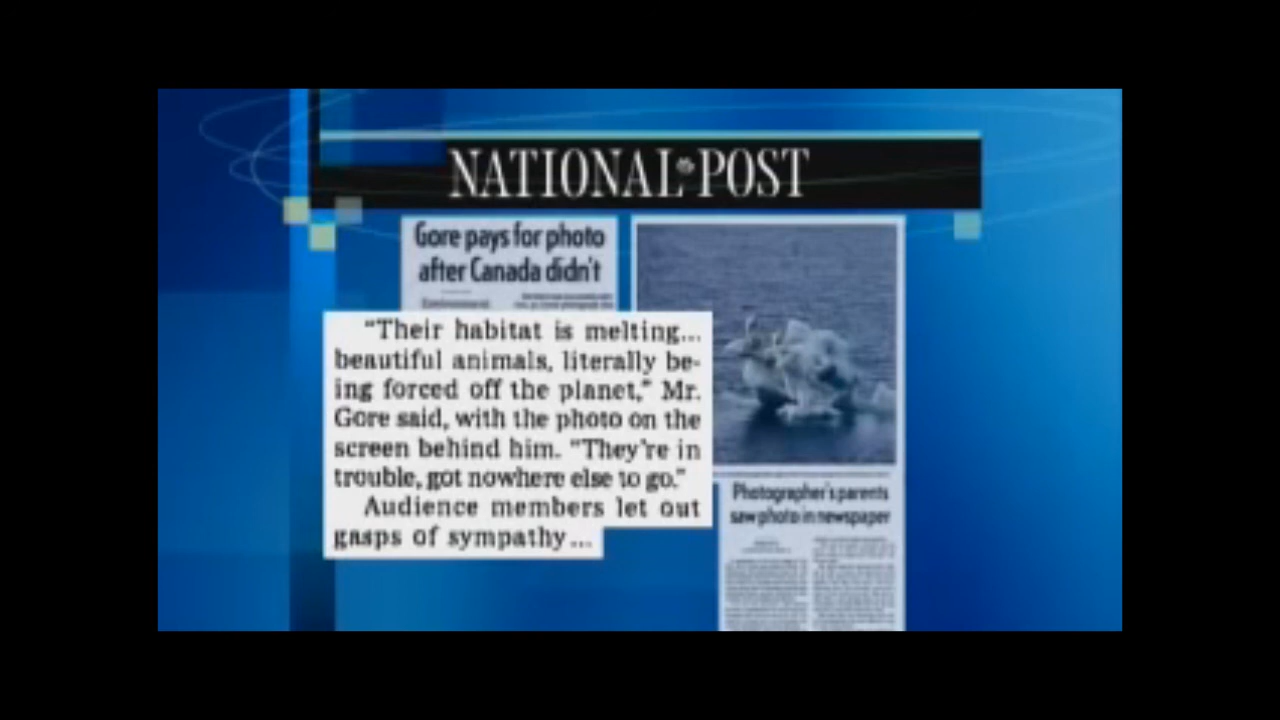 NATIONAL POST
Gore pays for photo
after Canada didn't
"Their habitat is melting...
beautiful animals, literally be-
ing forced off the planet," Mr.
Gore said, with the photo on the
screen behind him. "They're in
trouble, got nowhere else to go."
Audience members let out
gasps of sympathy...
Photographer's parents
saw photo in newspaper